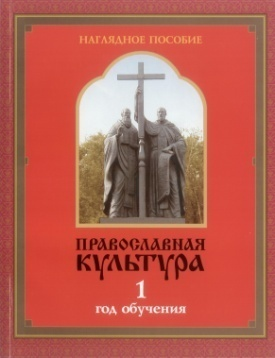 НАГЛЯДНОЕ ПОСОБИЕ
ПРАВОСЛАВНАЯ
КУЛЬТУРА
1
год обучения